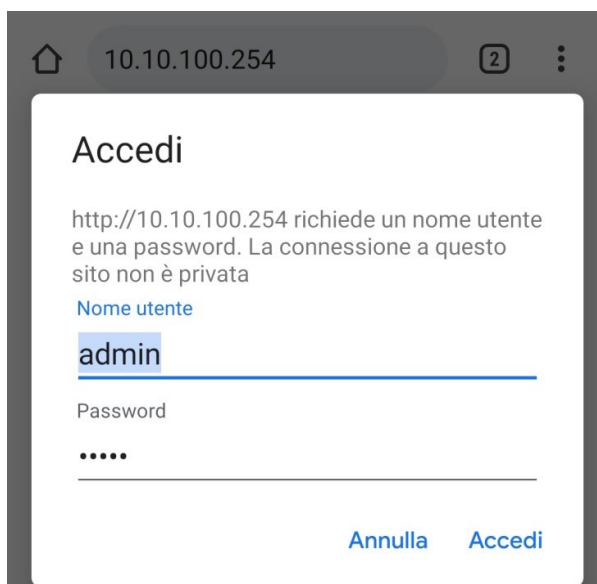 10.10.100.254
2
Accedi
http://10.10.100.254 richiede un nome utente
e una password. La connessione a questo
sito non è privata
Nome utente
admin
Password
•••••
Annulla Accedi